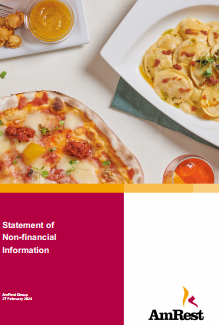 Statement of
Non-financial
Information
AmRest Group
27 February 2024
AmRest